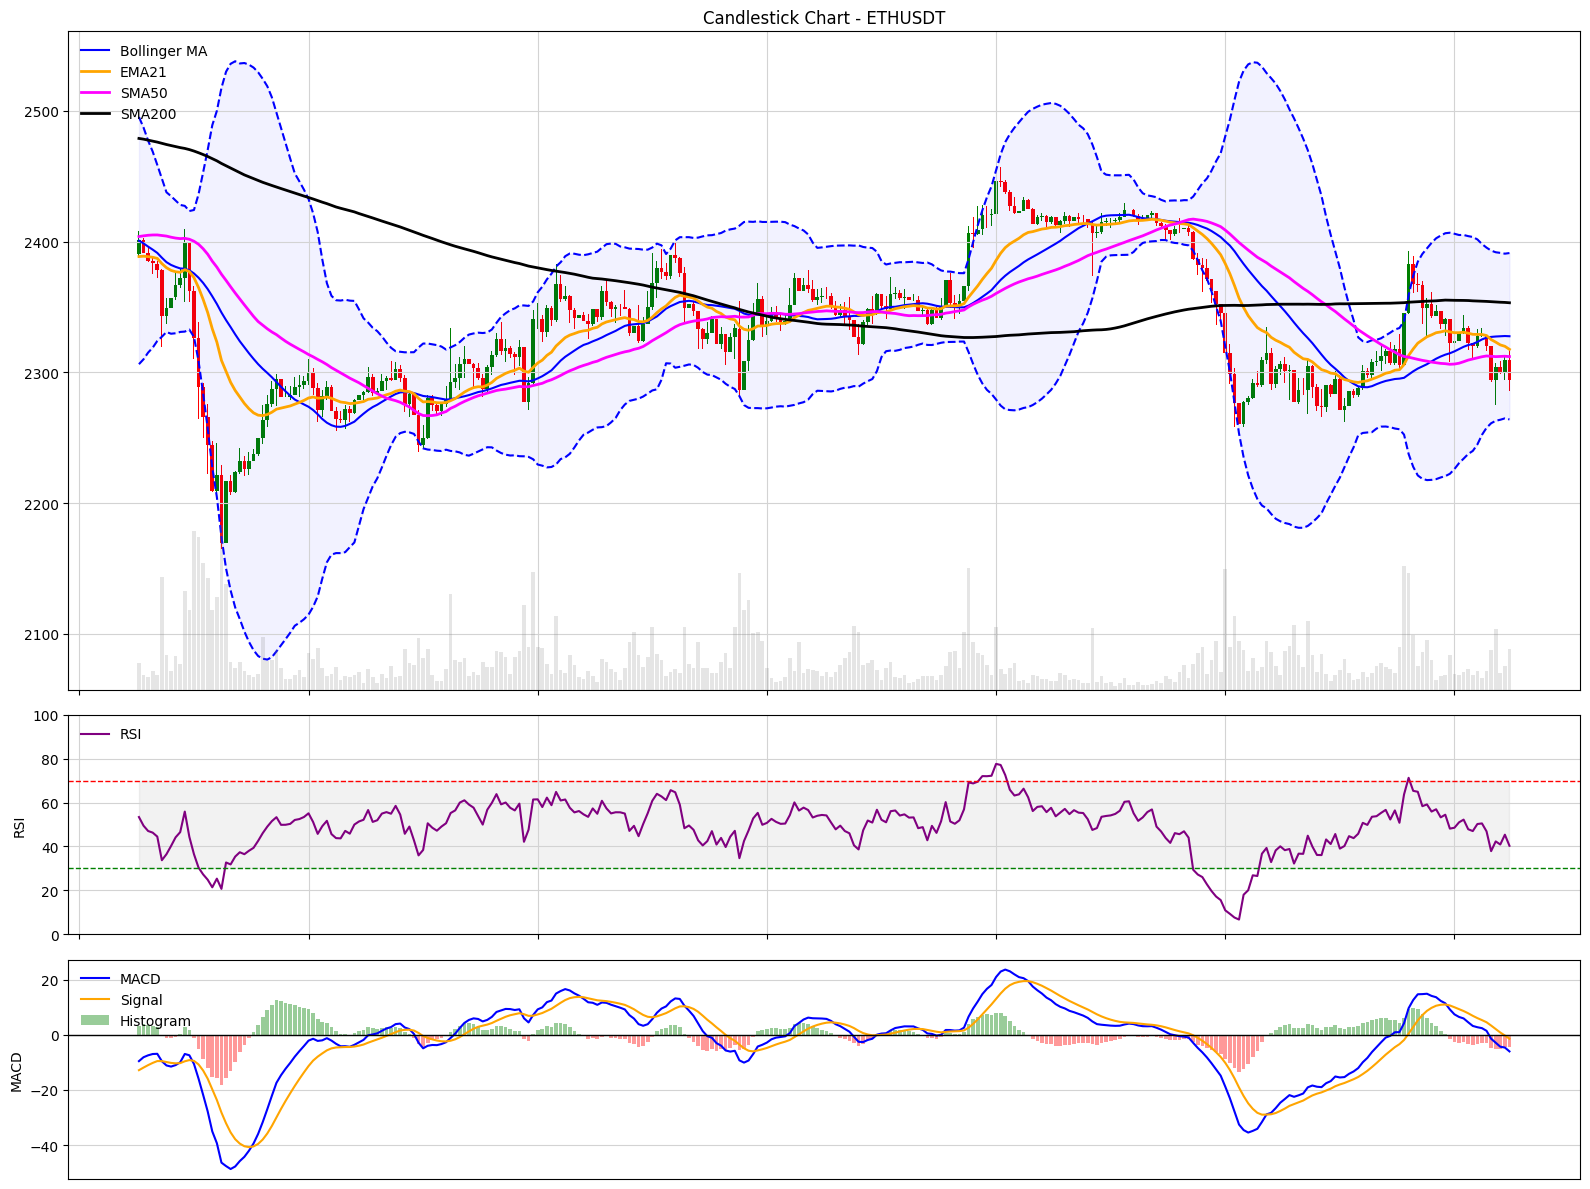 Candlestick Chart - ETHUSDT
Bollinger MA
EMA21
SMA50
SMA200
2500
2400
2300
2200
2100
RSI
100
80
60
40
20
0
RSI
MACD
Signal
Histogram
20
0
−20
−40
MACD